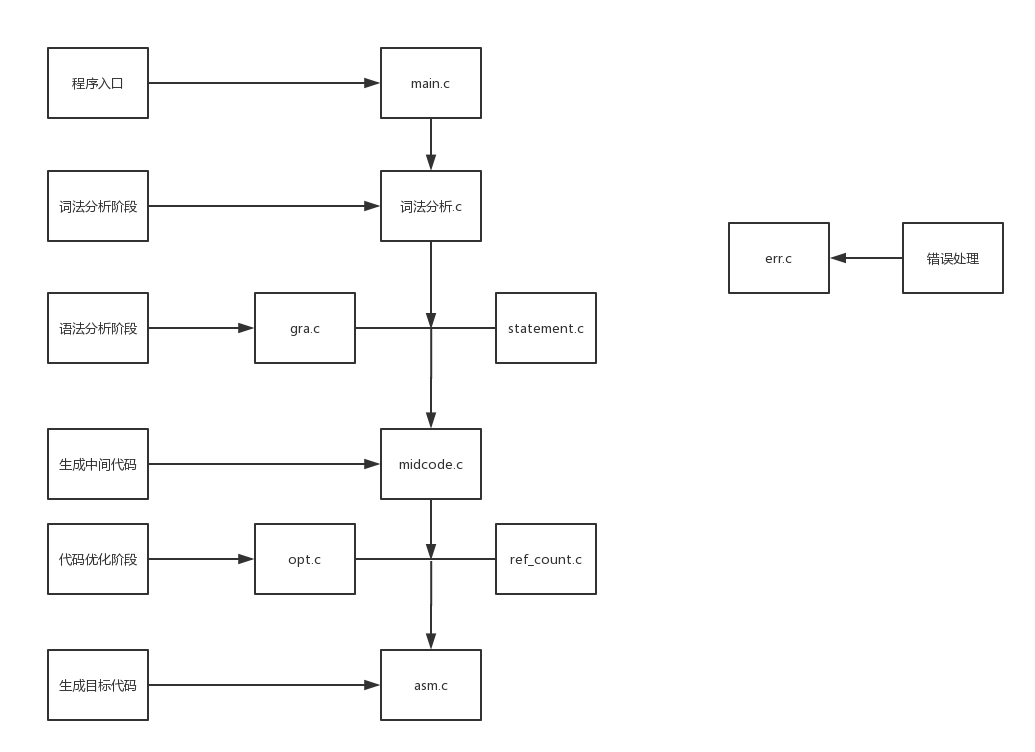 程序入口
main.c
词法分析阶段
词法分析.c
err.c
错误处理
语法分析阶段
gra.c
statement.c
生成中间代码
midcode.c
代码优化阶段
opt.c
ref_count.c
生成目标代码
asm.c